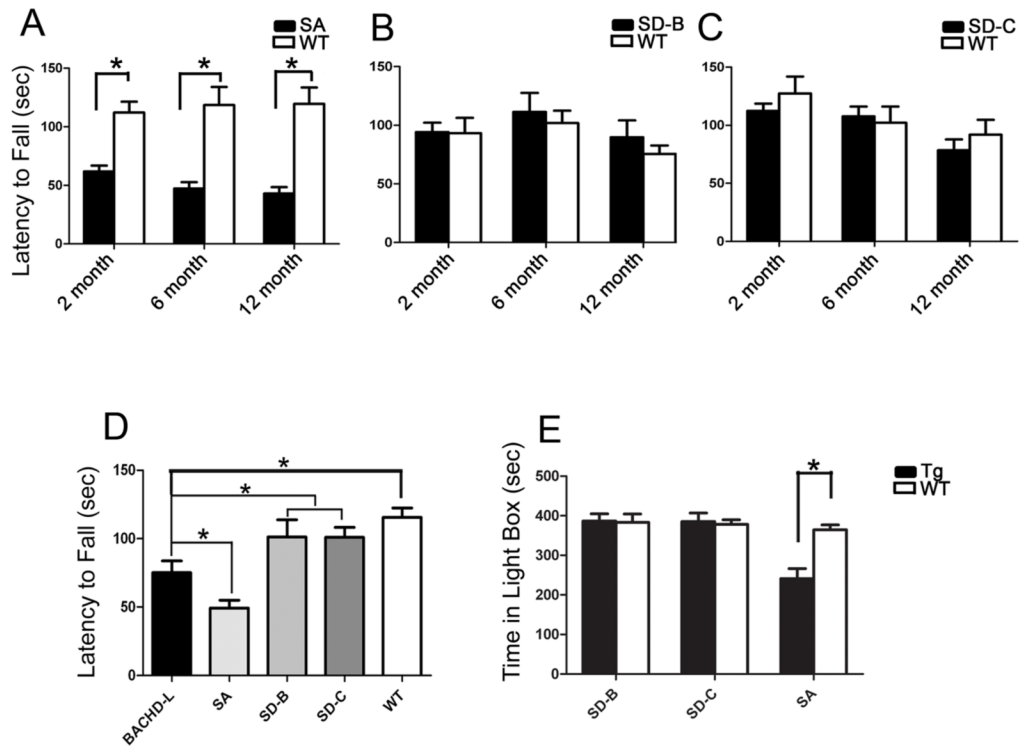 A
SA
WT
Latency to Fall (sec)
150
100
50
0
*
*
*
2 month
6 month
12 month
B
SD-B
WT
150
100
50
0
2 month
6 month
12 month
C
SD-C
WT
150
100
50
0
2 month
6 month
12 month
D
Latency to Fall (sec)
150
100
50
0
*
*
*
BACHD-L
SA
SD-B
SD-C
WT
E
Tg
WT
Time in Light Box (sec)
500
400
300
200
100
0
*
SD-B
SD-C
SA